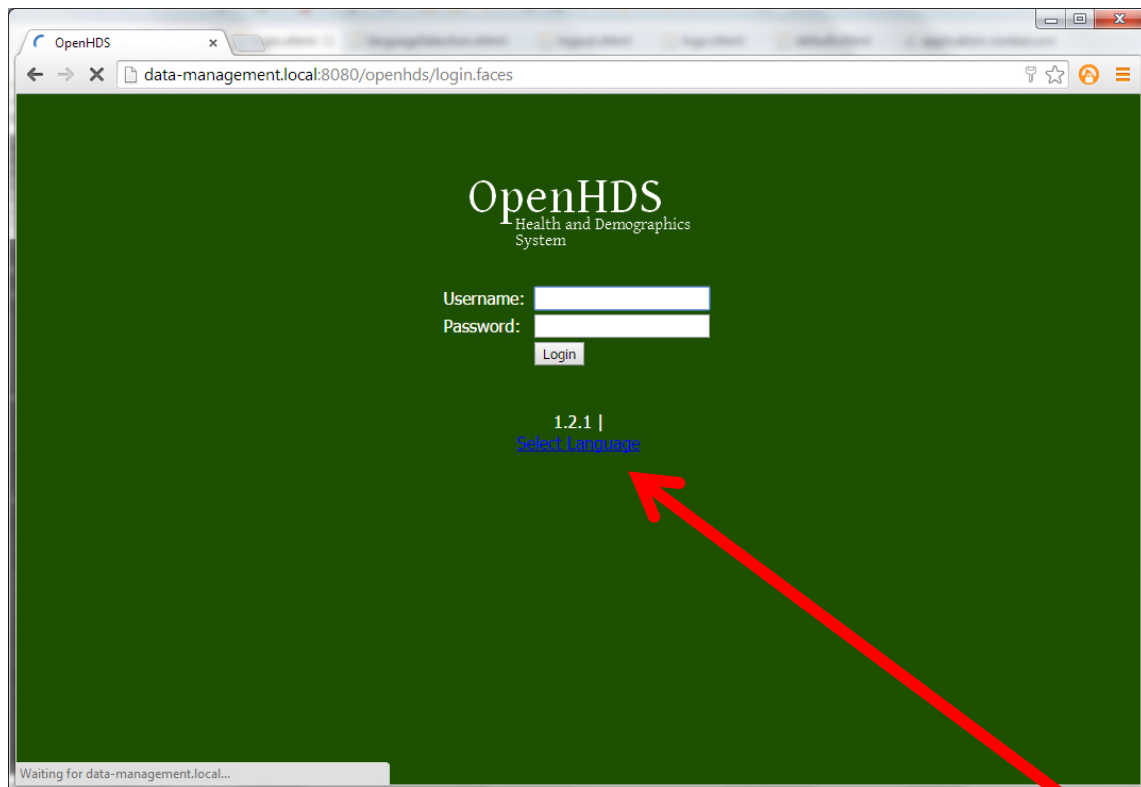 OpenHDS
data-management.local:8080/openhds/login.faces
OpenHDS
Health and Demographics
System
Username:
Password:
Login
1.2.1 |
Select Language
Waiting for data-management.local...